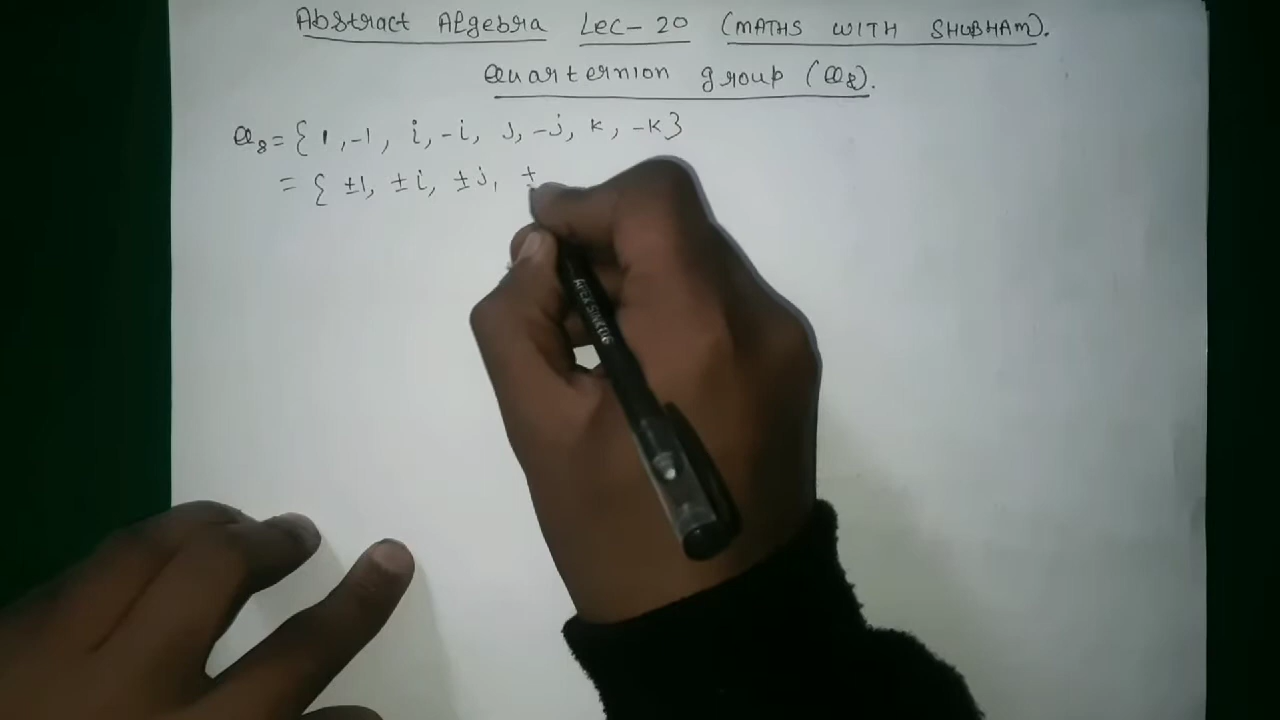 Abstract Algebra Lec-20 (MATHS WITH SHUBHAM).
Quarternion group (Q₈).
Q₈ = { 1, -1, i, -i, j, -j, k, -k}
= { ±1, ±i, ±j, ±